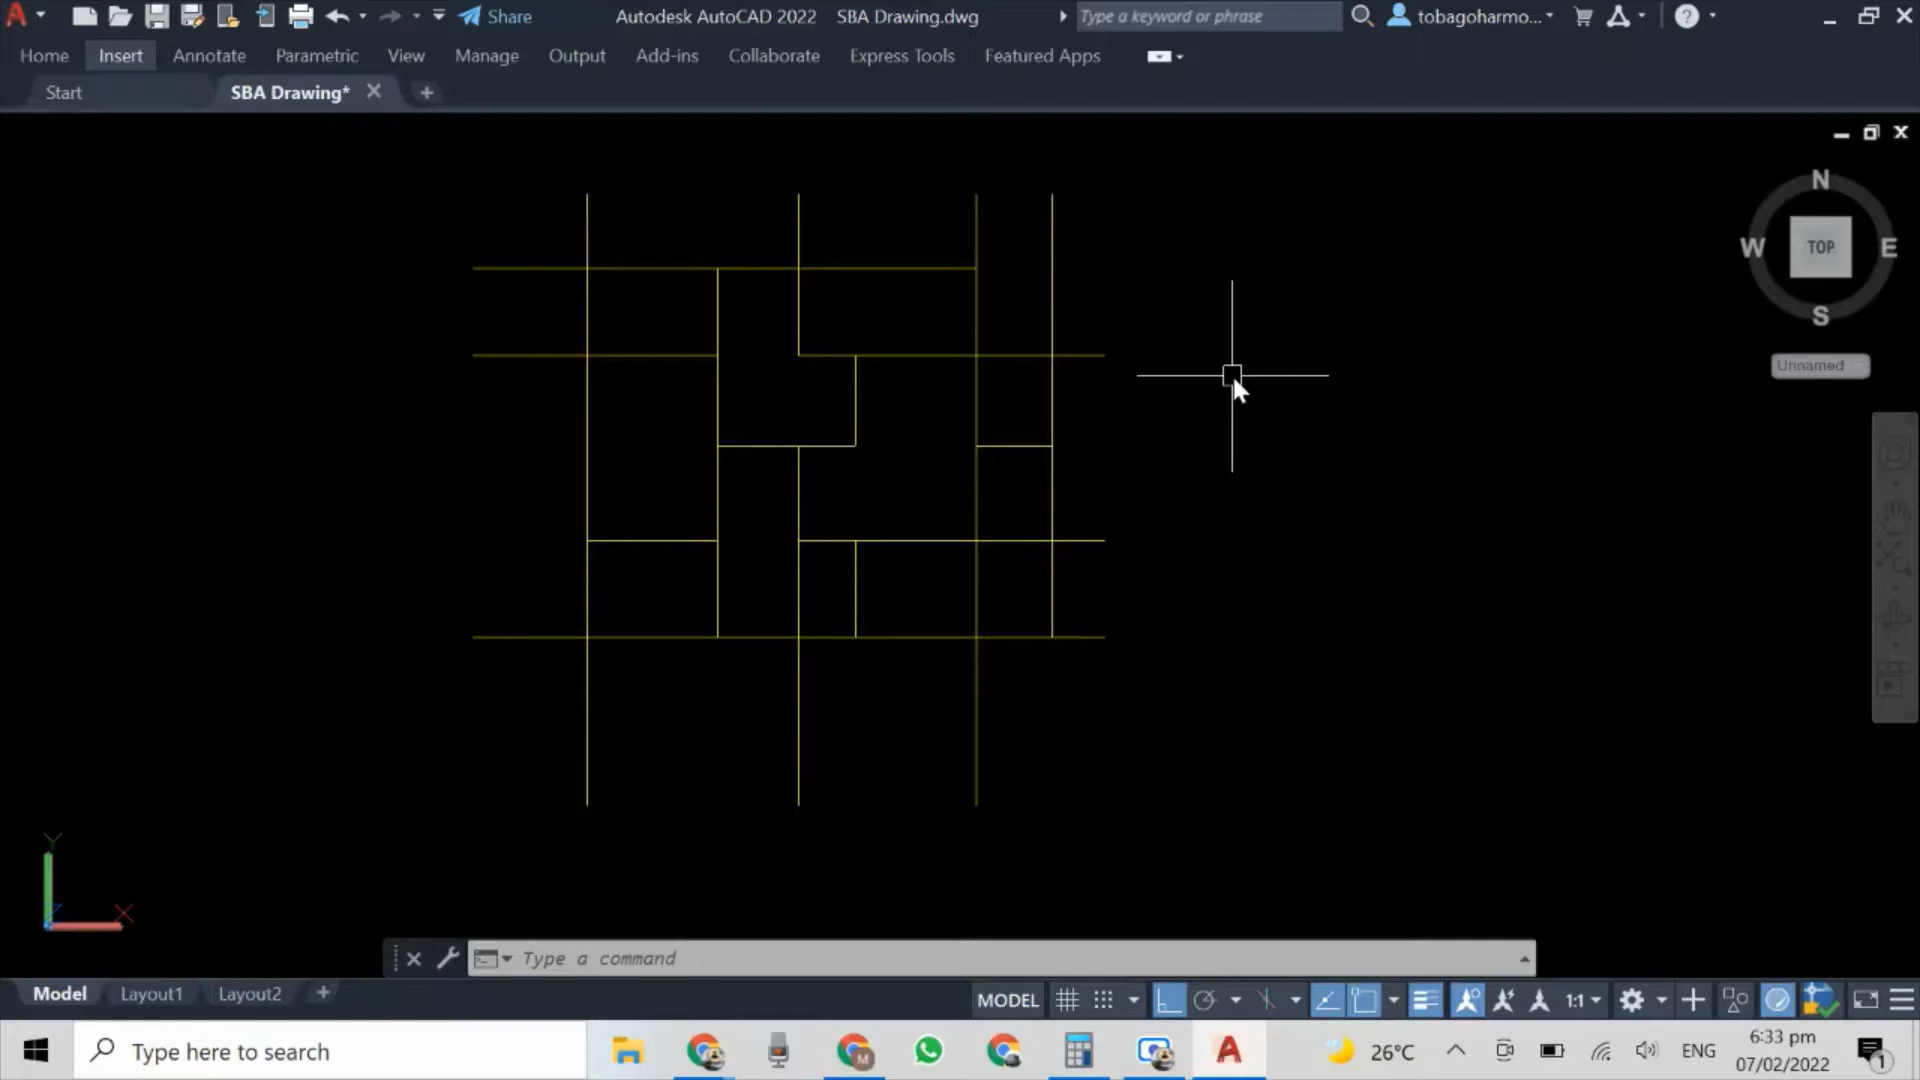 Share
Autodesk AutoCAD 2022 SBA Drawing.dwg
Type a keyword or phrase
tobagoharmo...
Home Insert Annotate Parametric View Manage Output Add-ins Collaborate Express Tools Featured Apps
Start SBA Drawing*
N
W TOP E
S
Unnamed
Y
X
Type a command
Model Layout1 Layout2
MODEL 1:1
Type here to search
26°C ENG
6:33 pm
07/02/2022
1